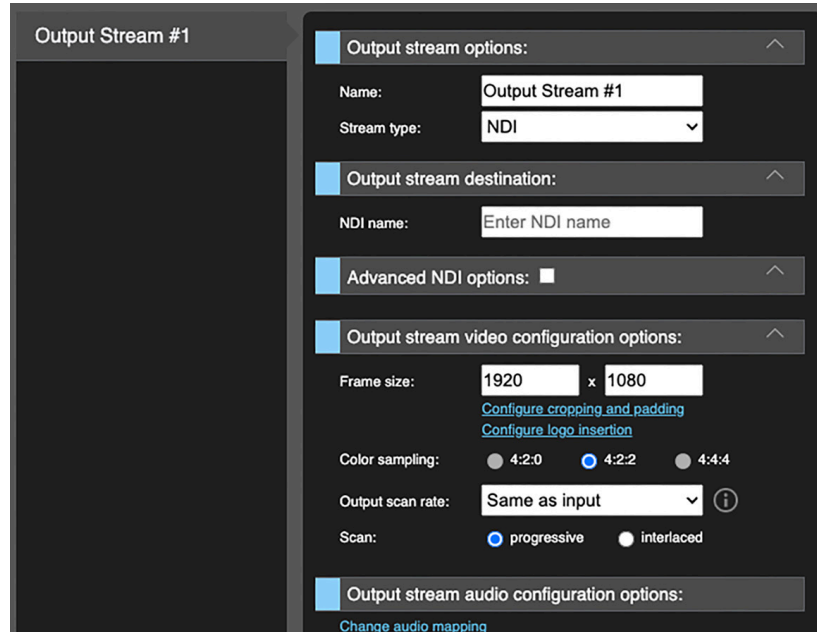 Output Stream #1
Output stream options:
Name: Output Stream #1
Stream type: NDI
Output stream destination:
NDI name: Enter NDI name
Advanced NDI options:
Output stream video configuration options:
Frame size: 1920 x 1080
Configure cropping and padding
Configure logo insertion
Color sampling: 4:2:0 4:2:2 4:4:4
Output scan rate: Same as input
Scan: progressive interlaced
Output stream audio configuration options:
Change audio mapping